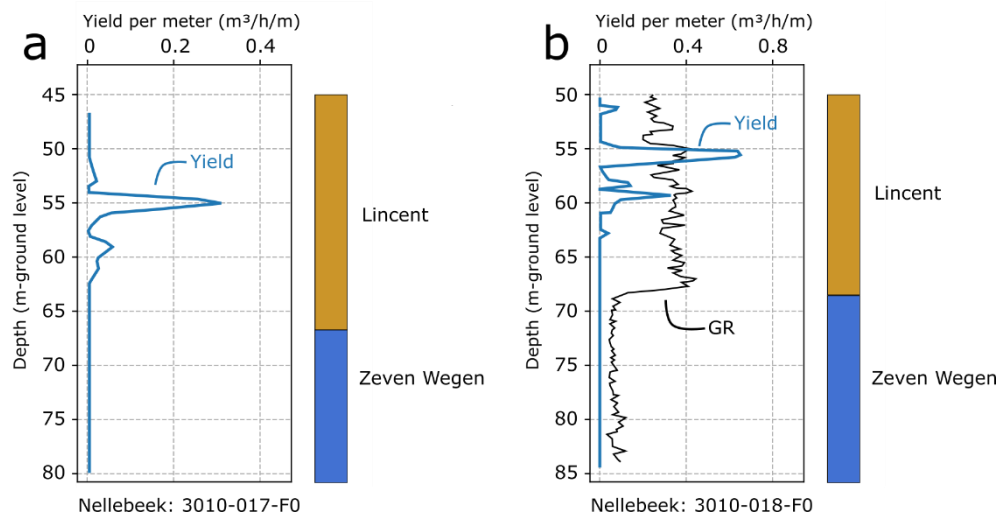 a
Yield per meter (m³/h/m)
0 0.2 0.4
45
50
55
60
65
70
75
80
Depth (m-ground level)
Yield
Lincent
Zeven Wegen
Nellebeek: 3010-017-F0
b
Yield per meter (m³/h/m)
0 0.4 0.8
50
55
60
65
70
75
80
85
Depth (m-ground level)
Yield
GR
Lincent
Zeven Wegen
Nellebeek: 3010-018-F0